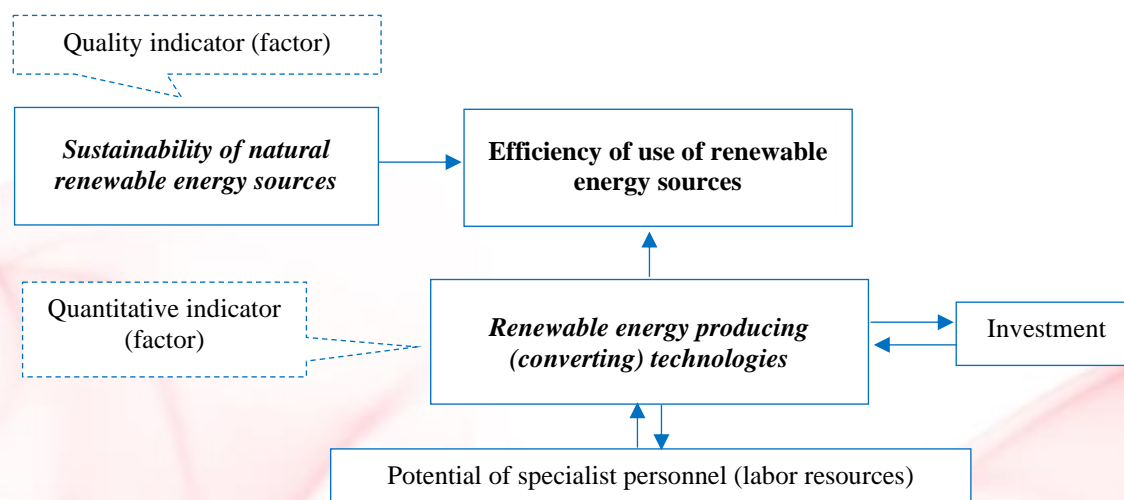 Quality indicator (factor)
Sustainability of natural
renewable energy sources
Efficiency of use of renewable
energy sources
Quantitative indicator
(factor)
Renewable energy producing
(converting) technologies
Investment
Potential of specialist personnel (labor resources)